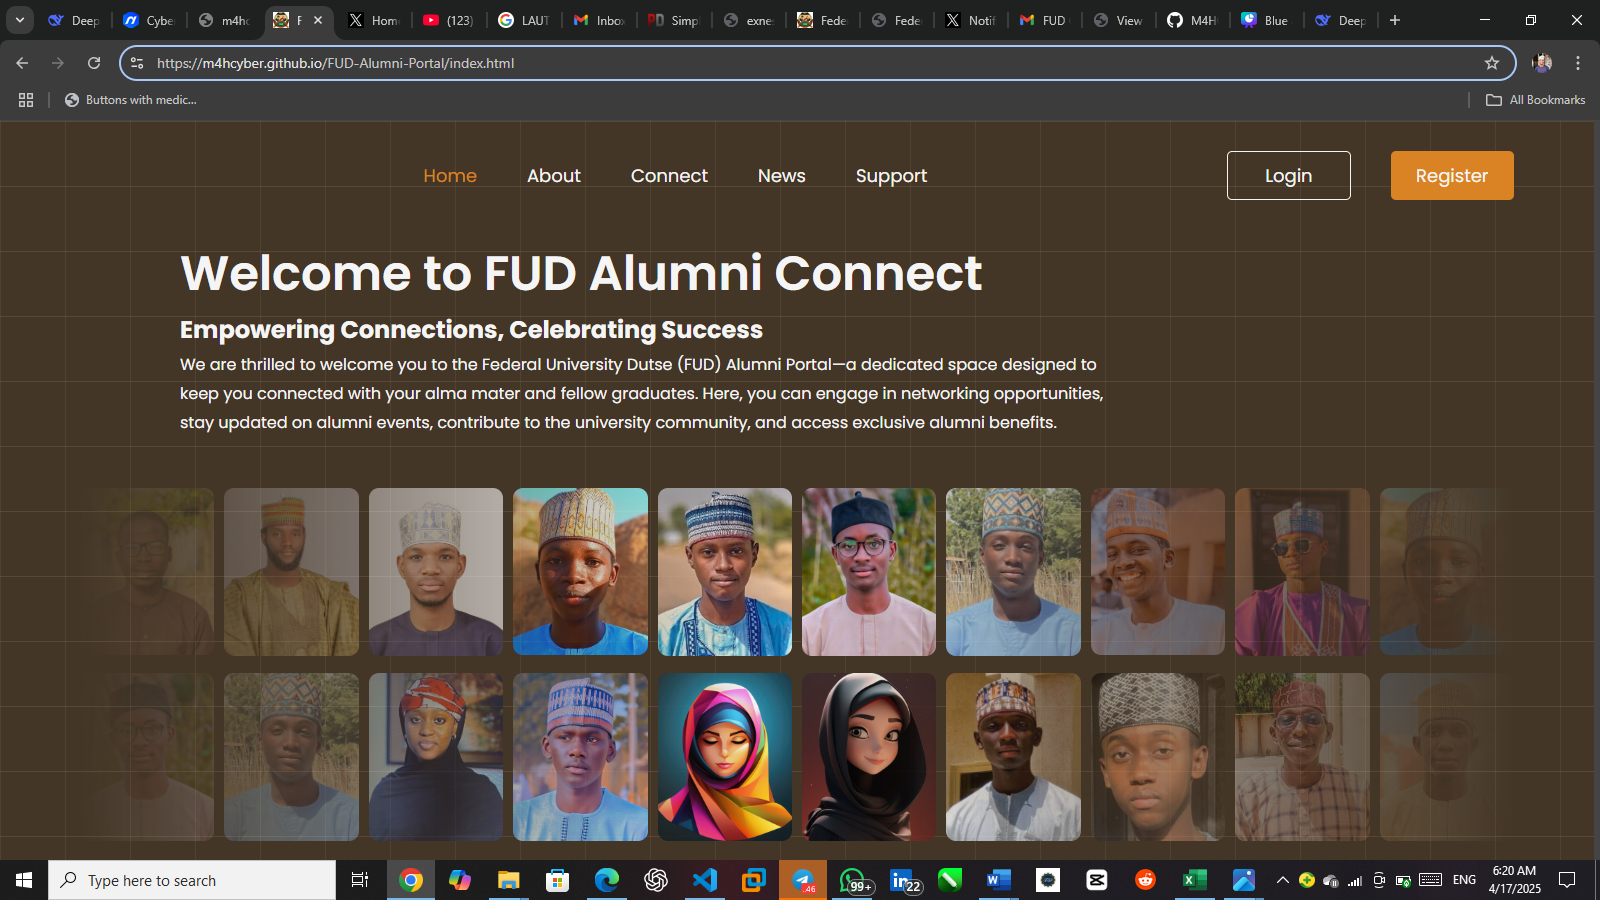 Deep
Cybe
m4hc
F
Home
(123)
LAUT
Inbox
Simp
exnes
Fede
Fede
Notif
FUD
View
M4H
Blue
Deep
https://m4hcyber.github.io/FUD-Alumni-Portal/index.html
Buttons with medic...
All Bookmarks
Home About Connect News Support
Login
Register
Welcome to FUD Alumni Connect
Empowering Connections, Celebrating Success
We are thrilled to welcome you to the Federal University Dutse (FUD) Alumni Portal—a dedicated space designed to
keep you connected with your alma mater and fellow graduates. Here, you can engage in networking opportunities,
stay updated on alumni events, contribute to the university community, and access exclusive alumni benefits.
Type here to search
.46
99+
22
ENG
6:20 AM
4/17/2025